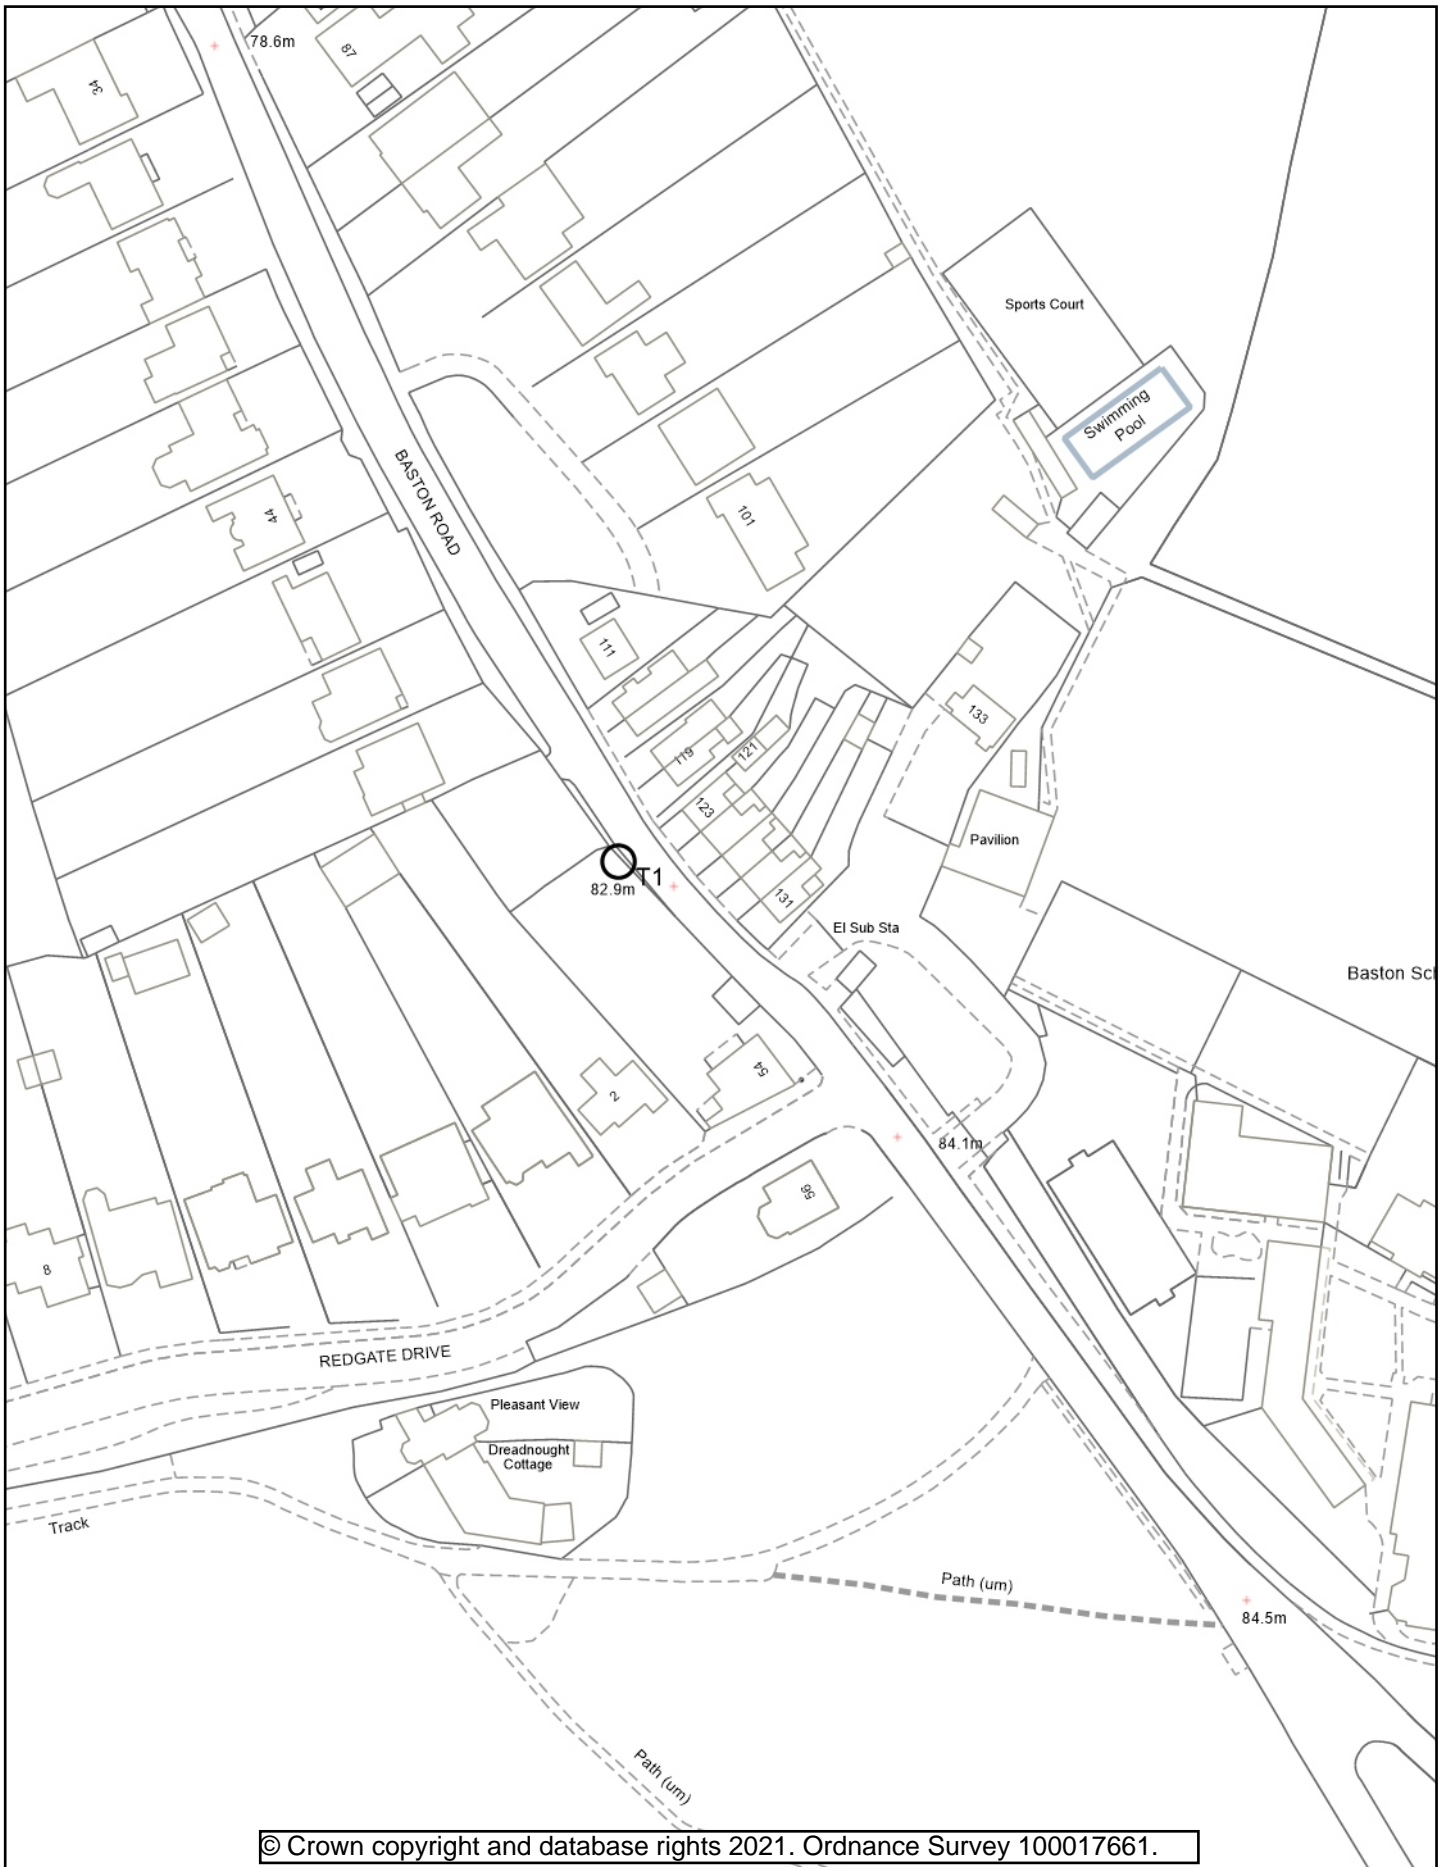 78.6m
87
34
Sports Court
Swimming
Pool
BASTON ROAD
101
44
111
133
119
121
123
Pavilion
T1
82.9m
131
El Sub Sta
Baston Sch
54
2
84.1m
56
8
REDGATE DRIVE
Pleasant View
Dreadnought
Cottage
Track
Path (um)
84.5m
Path (um)
© Crown copyright and database rights 2021. Ordnance Survey 100017661.